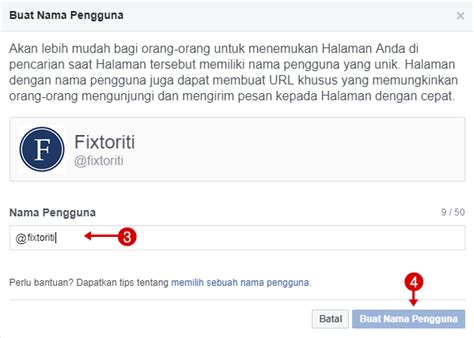 Buat Nama Pengguna
Akan lebih mudah bagi orang-orang untuk menemukan Halaman Anda di
pencarian saat Halaman tersebut memiliki nama pengguna yang unik. Halaman
dengan nama pengguna juga dapat membuat URL khusus yang memungkinkan
orang-orang mengunjungi dan mengirim pesan kepada Halaman dengan cepat.
F
Fixtoriti
@fixtoriti
Nama Pengguna 9 / 50
@fixtoriti 3
Perlu bantuan? Dapatkan tips tentang memilih sebuah nama pengguna.
4
Batal Buat Nama Pengguna